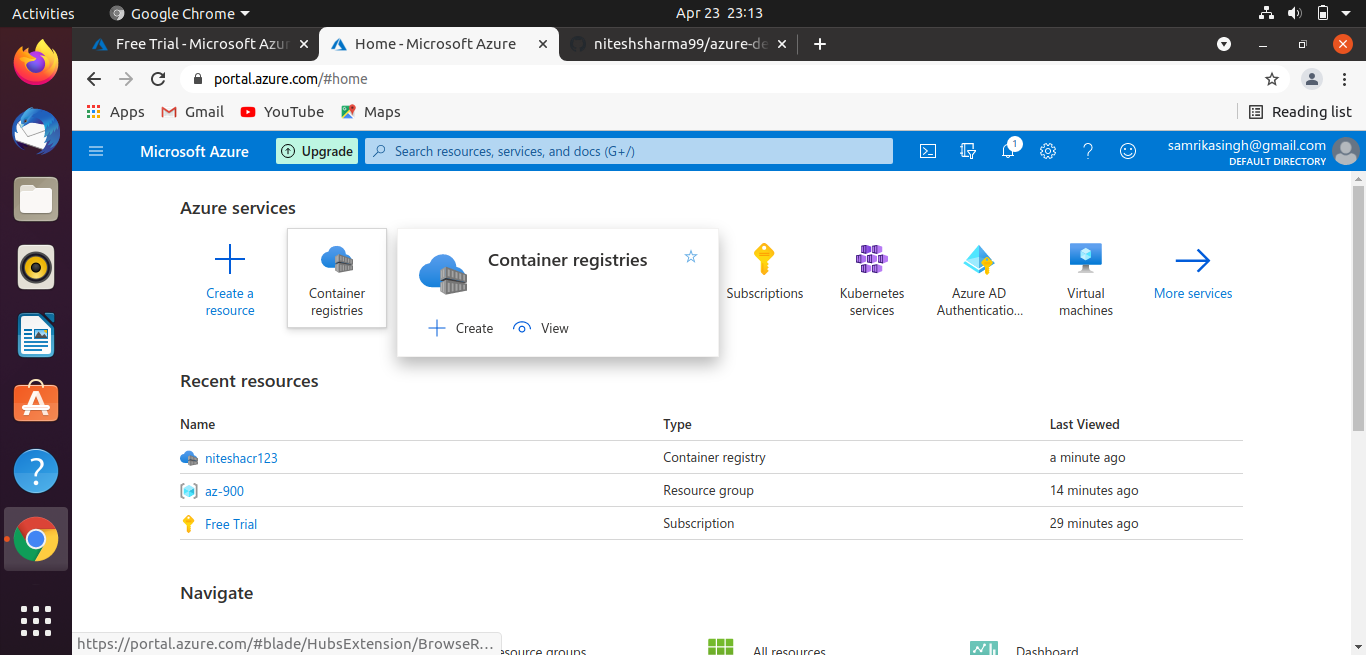 Activities
Google Chrome
Apr 23 23:13
Free Trial - Microsoft Azur
Home - Microsoft Azure
niteshsharma99/azure-de
portal.azure.com/#home
Apps
Gmail
YouTube
Maps
Reading list
Microsoft Azure
Upgrade
Search resources, services, and docs (G+/)
1
samrikasingh@gmail.com
DEFAULT DIRECTORY
Azure services
Create a
resource
Container
registries
Container registries
Create
View
Subscriptions
Kubernetes
services
Azure AD
Authenticatio...
Virtual
machines
More services
Recent resources
Name Type Last Viewed
niteshacr123 Container registry a minute ago
az-900 Resource group 14 minutes ago
Free Trial Subscription 29 minutes ago
Navigate
https://portal.azure.com/#blade/HubsExtension/BrowseR...
esource groups
All resources
Dashboard